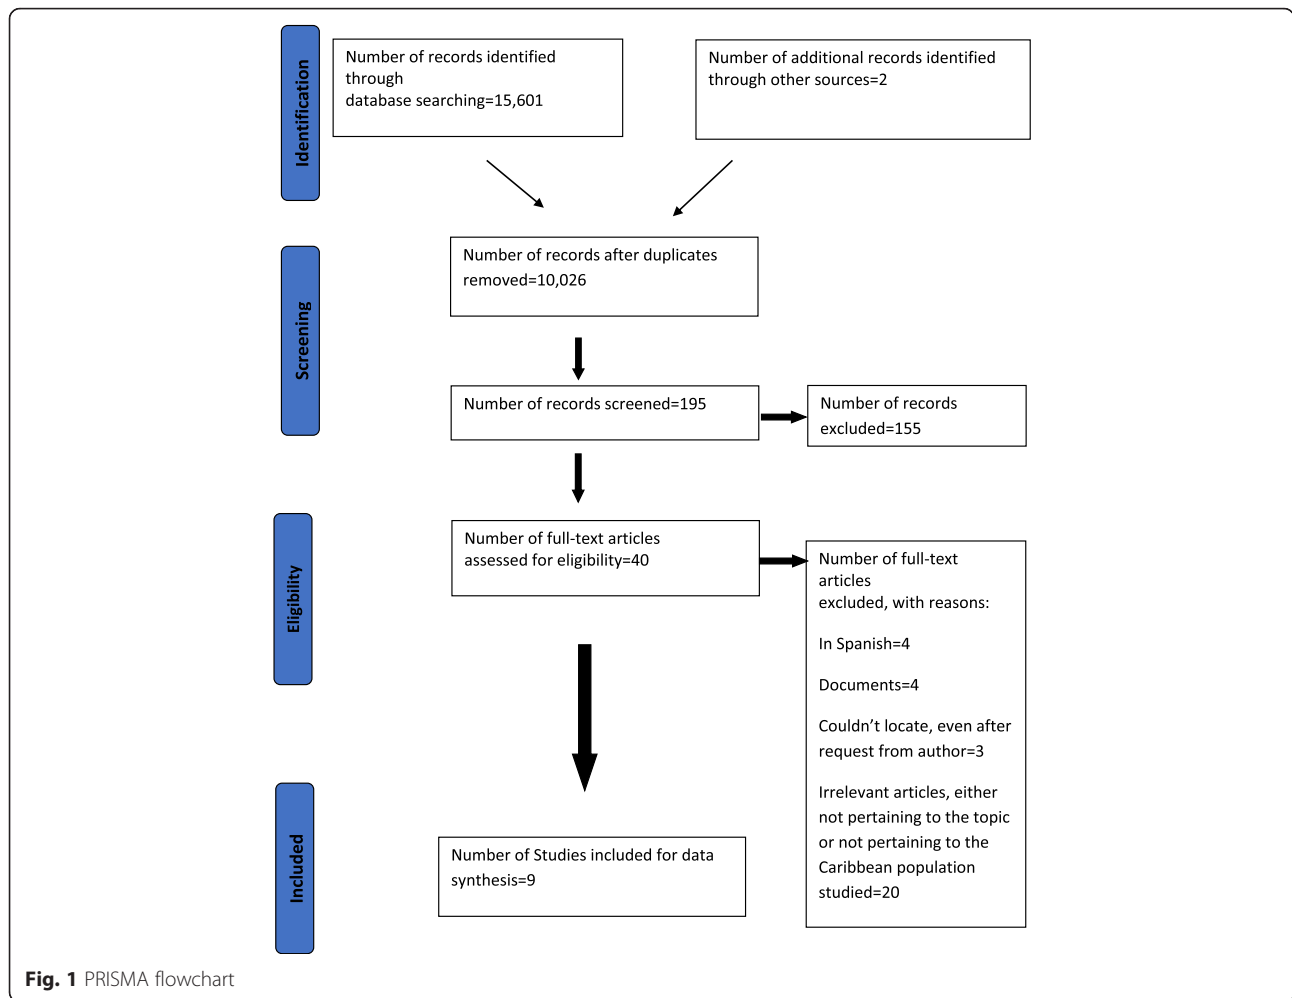 Identification
Number of records identified
through
database searching=15,601
Number of additional records identified
through other sources=2
Screening
Number of records after duplicates
removed=10,026
Number of records screened=195
Number of records
excluded=155
Eligibility
Number of full-text articles
assessed for eligibility=40
Number of full-text
articles
excluded, with reasons:
In Spanish=4
Documents=4
Couldn’t locate, even after
request from author=3
Irrelevant articles, either
not pertaining to the topic
or not pertaining to the
Caribbean population
studied=20
Included
Number of Studies included for data
synthesis=9
Fig. 1 PRISMA flowchart